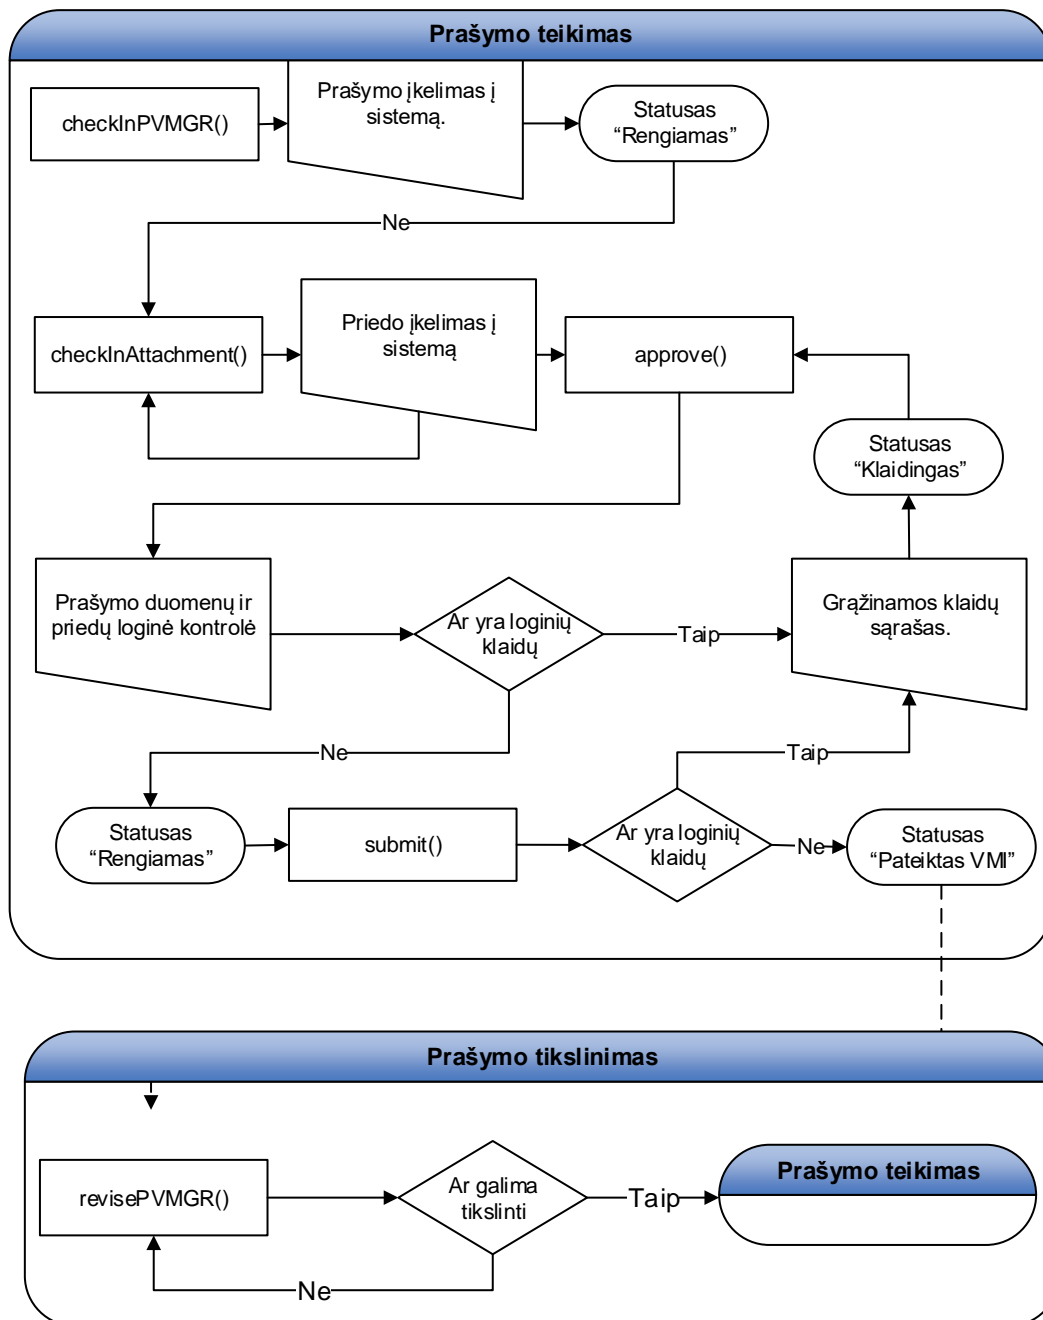 Prašymo teikimas
checkInPVMGR()
Prašymo įkelimas į
sistemą.
Statusas
“Rengiamas”
Ne
checkInAttachment()
Priedo įkelimas į
sistemą
approve()
Statusas
“Klaidingas”
Prašymo duomenų ir
priedų loginė kontrolė
Ar yra loginių
klaidų
Taip
Grąžinamos klaidų
sąrašas.
Ne
Taip
Statusas
“Rengiamas”
submit()
Ar yra loginių
klaidų
Ne
Statusas
“Pateiktas VMI”
Prašymo tikslinimas
revisePVMGR()
Ar galima
tikslinti
Taip
Prašymo teikimas
Ne